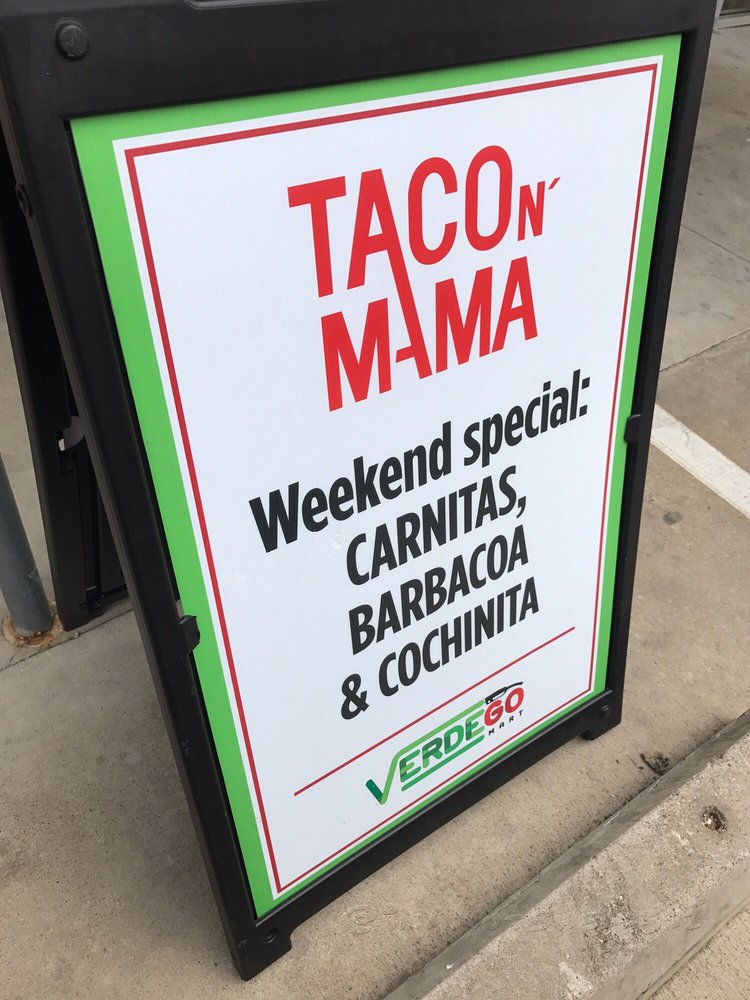 TACO N´
MAMA
Weekend special:
CARNITAS,
BARBACOA
& COCHINITA
VERDEGO
MART